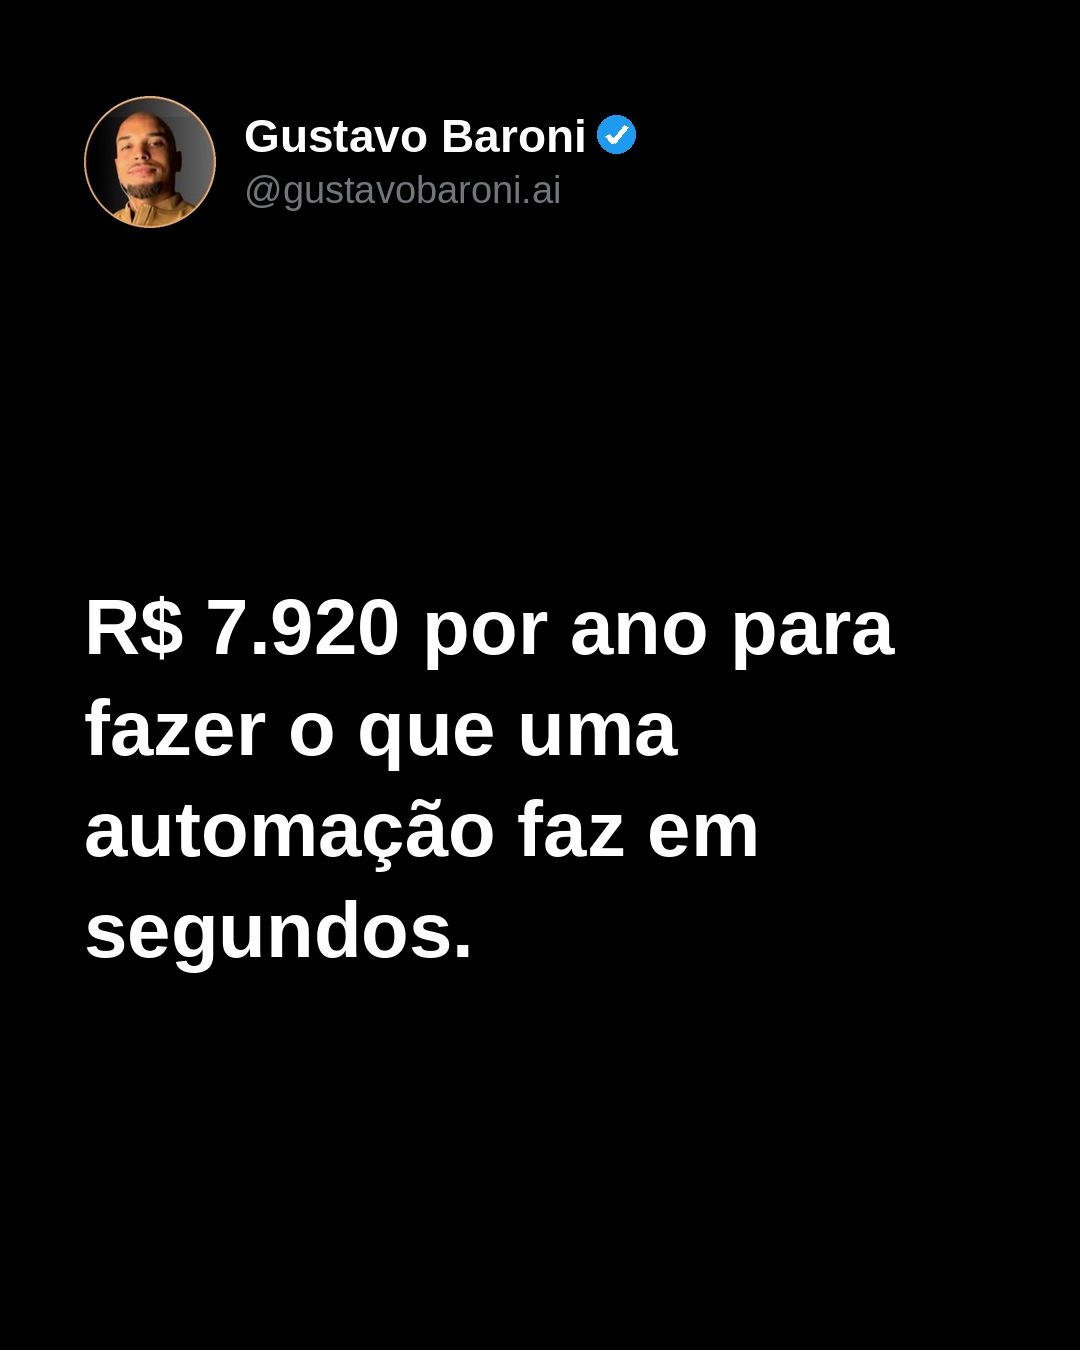 Gustavo Baroni
@gustavobaroni.ai
R$ 7.920 por ano para
fazer o que uma
automação faz em
segundos.